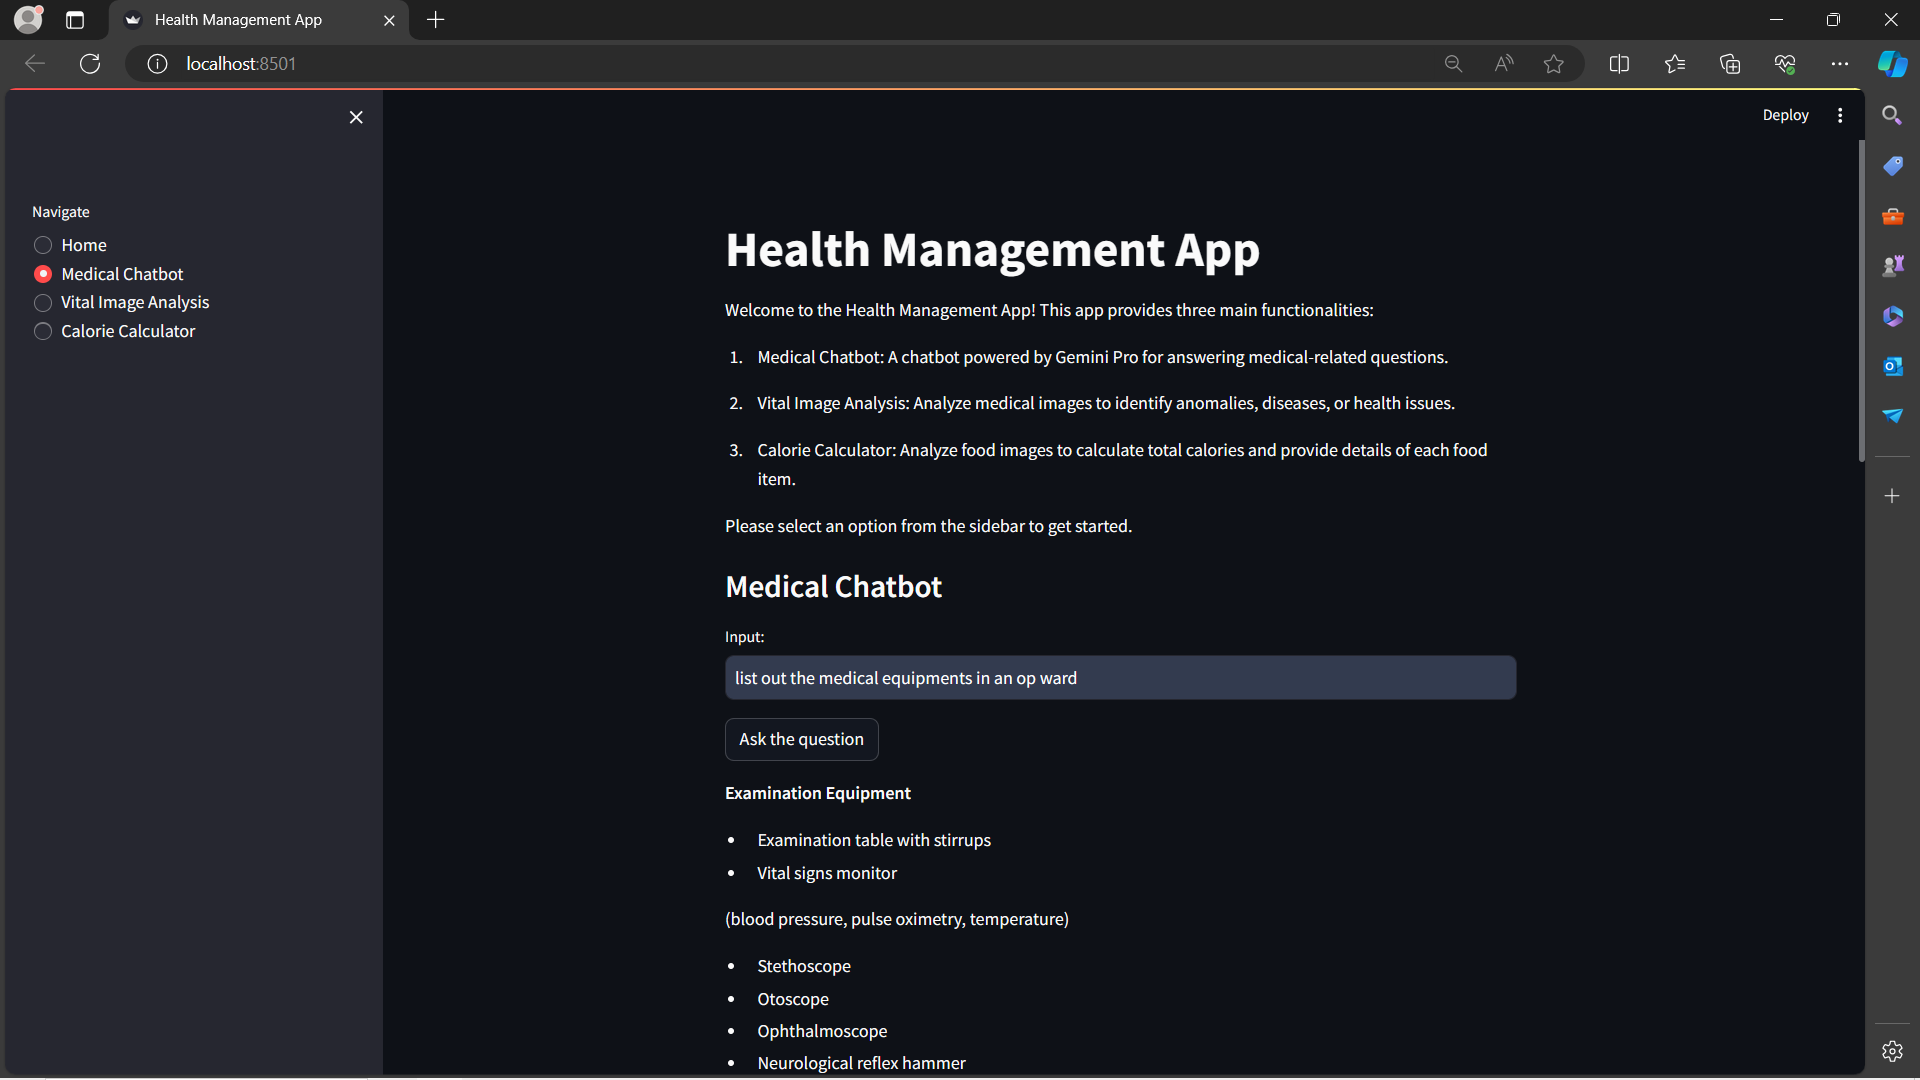 Health Management App
localhost:8501
Deploy
Navigate
Home
Medical Chatbot
Vital Image Analysis
Calorie Calculator
Health Management App
Welcome to the Health Management App! This app provides three main functionalities:
1. Medical Chatbot: A chatbot powered by Gemini Pro for answering medical-related questions.
2. Vital Image Analysis: Analyze medical images to identify anomalies, diseases, or health issues.
3. Calorie Calculator: Analyze food images to calculate total calories and provide details of each food
item.
Please select an option from the sidebar to get started.
Medical Chatbot
Input:
list out the medical equipments in an op ward
Ask the question
Examination Equipment
• Examination table with stirrups
• Vital signs monitor
(blood pressure, pulse oximetry, temperature)
• Stethoscope
• Otoscope
• Ophthalmoscope
• Neurological reflex hammer